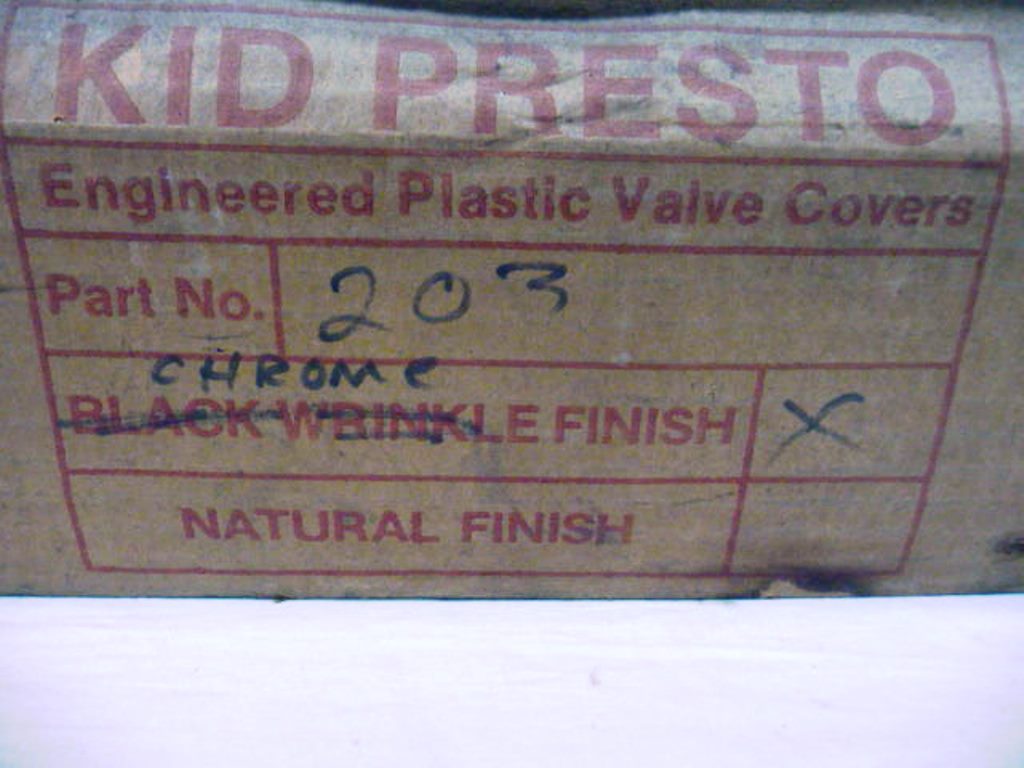 KID PRESTO
Engineered Plastic Valve Covers
Part No. 203
CHROMe
BLACK WRINKLE FINISH X
NATURAL FINISH